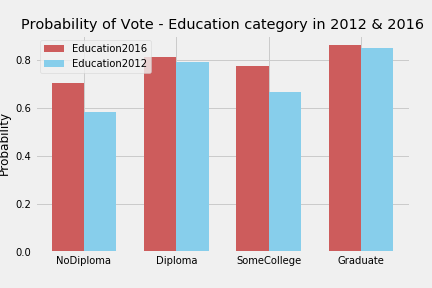 Probability of Vote - Education category in 2012 & 2016
Education2016
Education2012
Probability
0.8
0.6
0.4
0.2
0.0
NoDiploma
Diploma
SomeCollege
Graduate